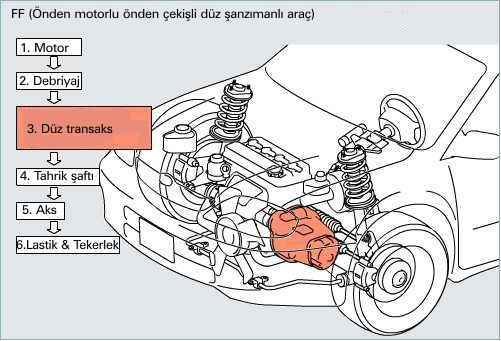 FF (Önden motorlu önden çekişli düz şanzımanlı araç)
1. Motor
2. Debriyaj
3. Düz transaks
4. Tahrik şaftı
5. Aks
6.Lastik & Tekerlek